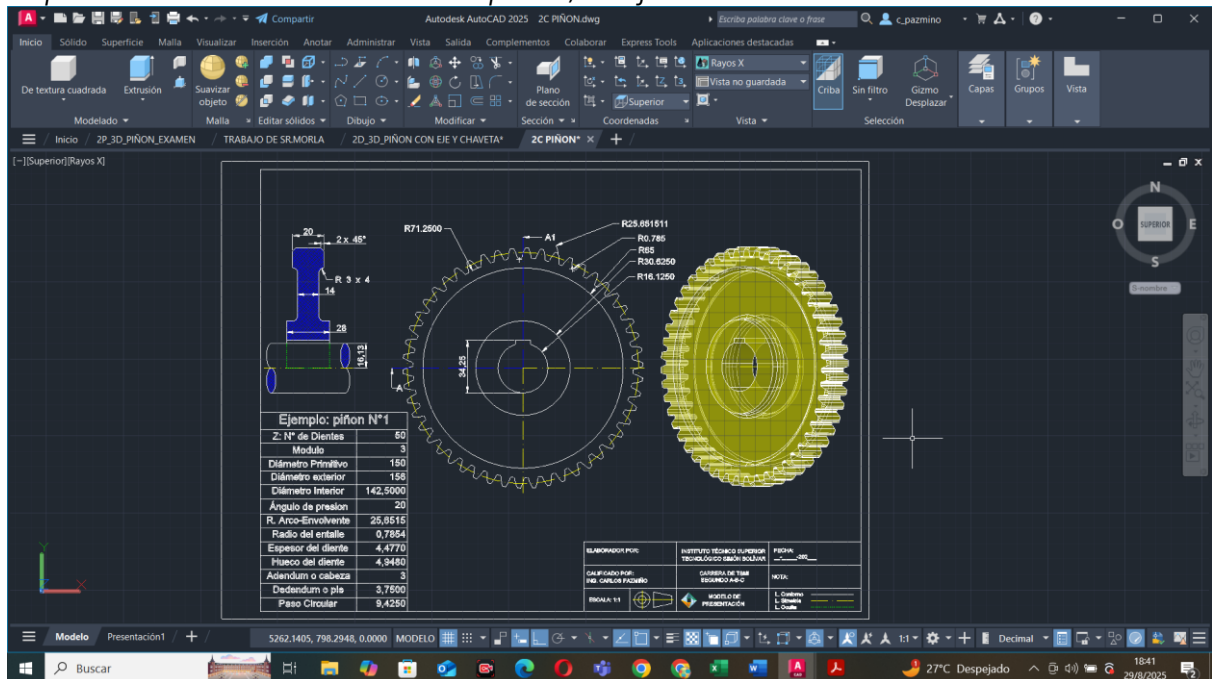 Autodesk AutoCAD 2025 2C PIÑON.dwg
Compartir
Escriba palabra clave o frase
c_pazmino
Inicio Sólido Superficie Malla Visualizar Inserción Anotar Administrar Vista Salida Complementos Colaborar Express Tools Aplicaciones destacadas
De textura cuadrada
Extrusión
Suavizar objeto
Plano de sección
Rayos X
Vista no guardada
Superior
Criba
Sin filtro
Gizmo Desplazar
Capas
Grupos
Vista
Modelado
Malla
Editar sólidos
Dibujo
Modificar
Sección
Coordenadas
Vista
Selección
Inicio / 2P_3D_PIÑON_EXAMEN / TRABAJO DE SR.MORLA / 2D_3D_PIÑON CON EJE Y CHAVETA* 2C PIÑON*
[−][Superior][Rayos X]
N
O SUPERIOR E
S
S-nombre
20
2 x 45°
R 3 x 4
14
28
16,13
R71.2500
A1
R25.651511
R0.785
R65
R30.6250
R16.1250
34,25
A
Ejemplo: piñon N°1
Z: N° de Dientes 50
Modulo 3
Diámetro Primitivo 150
Diámetro exterior 156
Diámetro Interior 142,5000
Ángulo de presion 20
R. Arco-Envolvente 25,6515
Radio del entalle 0,7854
Espesor del diente 4,4770
Hueco del diente 4,9480
Adendum o cabeza 3
Dedendum o pie 3,7500
Paso Circular 9,4250
ELABORADOR POR:
INSTITUTO TÉCNICO SUPERIOR
TECNOLÓGICO SIMÓN BOLÍVAR
FECHA:
CALIFICADO POR:
ING. CARLOS PAZMIÑO
CARRERA DE TSMI
SEGUNDO A-B-C
NOTA:
ESCALA: 1:1
MODELO DE
PRESENTACIÓN
L. Contorno
L. Simetría
L. Oculta
X
Y
Modelo Presentación1
5262.1405, 798.2948, 0.0000 MODELO
1:1
Decimal
Buscar
27°C Despejado
18:41
29/8/2025